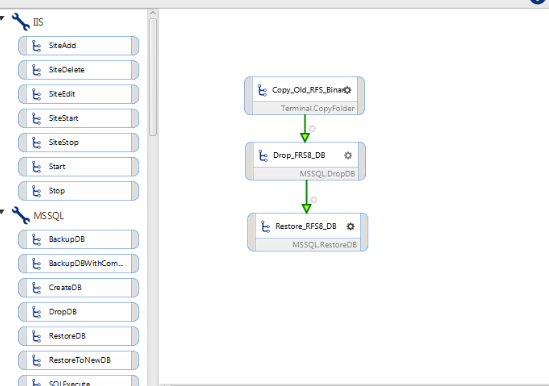 IIS
SiteAdd
SiteDelete
SiteEdit
SiteStart
SiteStop
Start
Stop
MSSQL
BackupDB
BackupDBWithCom...
CreateDB
DropDB
RestoreDB
RestoreToNewDB
SQLExecute
Copy_Old_RFS_Binar
Terminal.CopyFolder
Drop_FRS8_DB
MSSQL.DropDB
Restore_RFS8_DB
MSSQL.RestoreDB